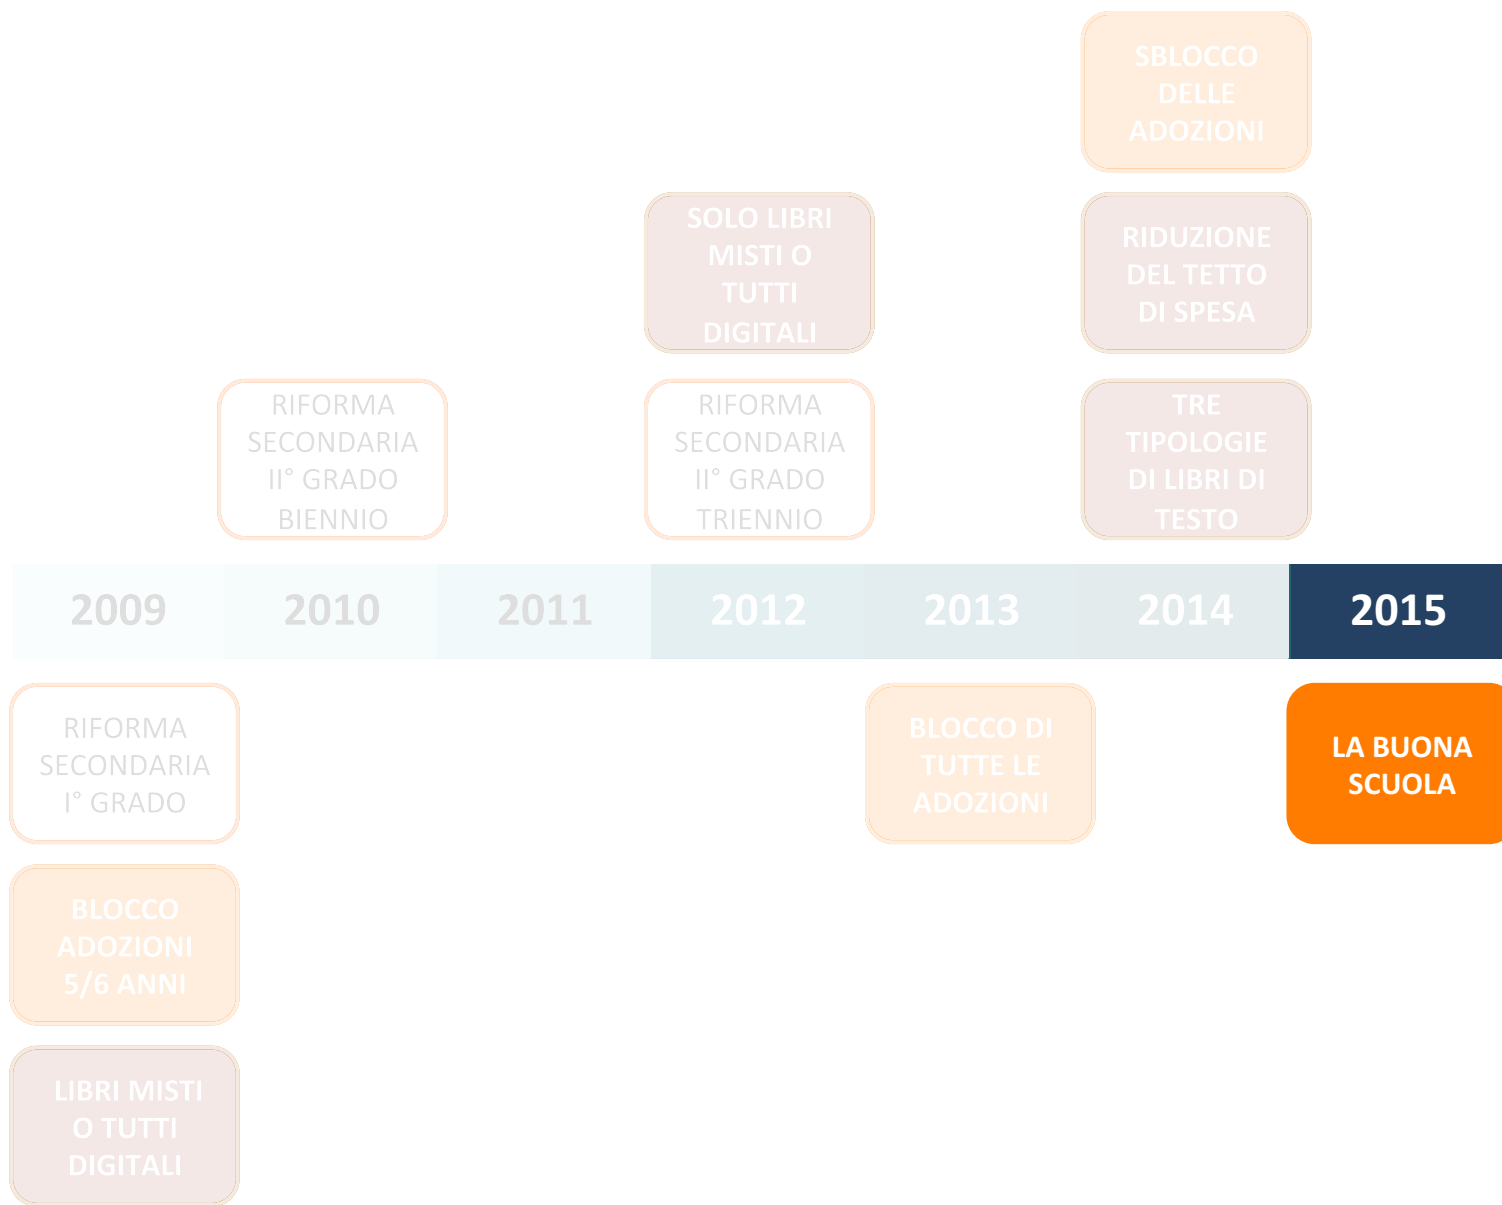 SBLOCCO
DELLE
ADOZIONI
SOLO LIBRI
MISTI O
TUTTI
DIGITALI
RIDUZIONE
DEL TETTO
DI SPESA
RIFORMA
SECONDARIA
II° GRADO
BIENNIO
RIFORMA
SECONDARIA
II° GRADO
TRIENNIO
TRE
TIPOLOGIE
DI LIBRI DI
TESTO
2009 2010 2011 2012 2013 2014 2015
RIFORMA
SECONDARIA
I° GRADO
BLOCCO DI
TUTTE LE
ADOZIONI
LA BUONA
SCUOLA
BLOCCO
ADOZIONI
5/6 ANNI
LIBRI MISTI
O TUTTI
DIGITALI